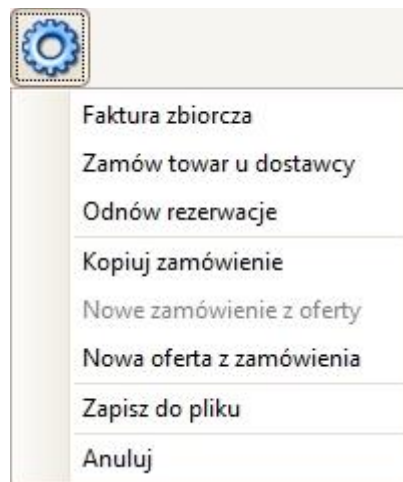 Faktura zbiorcza
Zamów towar u dostawcy
Odnów rezerwacje
Kopiuj zamówienie
Nowe zamówienie z oferty
Nowa oferta z zamówienia
Zapisz do pliku
Anuluj